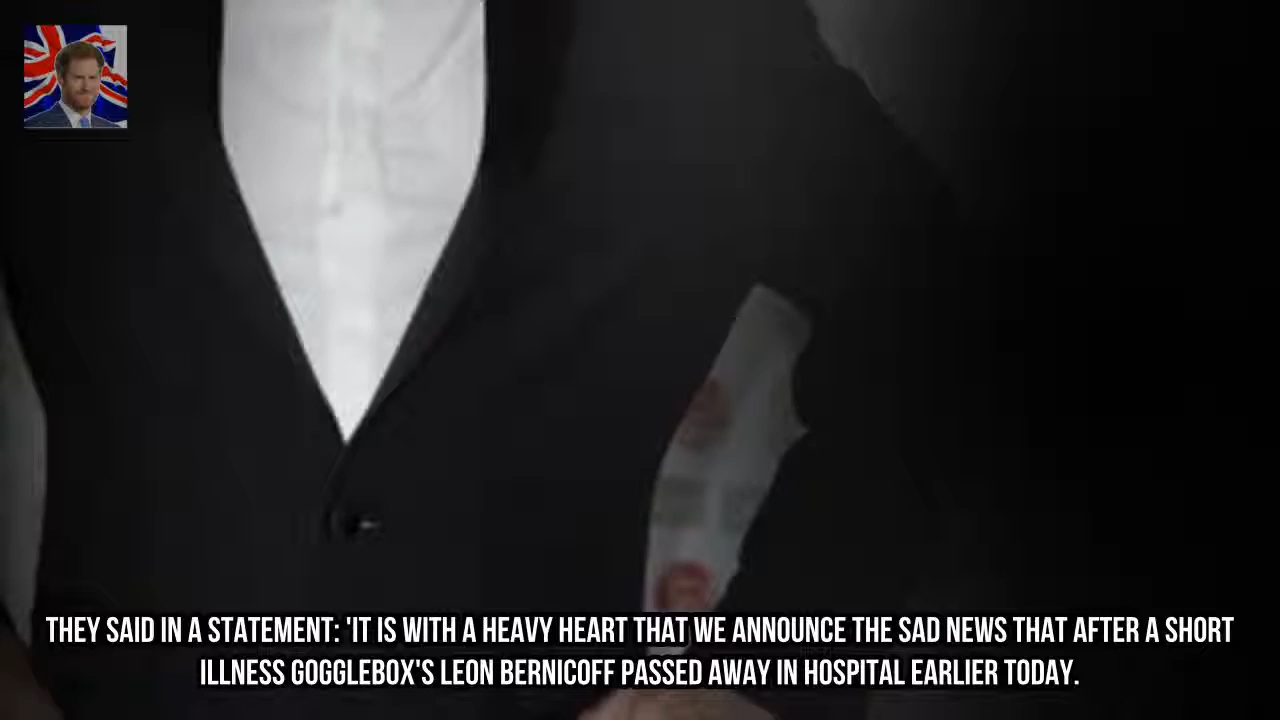 THEY SAID IN A STATEMENT: 'IT IS WITH A HEAVY HEART THAT WE ANNOUNCE THE SAD NEWS THAT AFTER A SHORT
ILLNESS GOGGLEBOX'S LEON BERNICOFF PASSED AWAY IN HOSPITAL EARLIER TODAY.